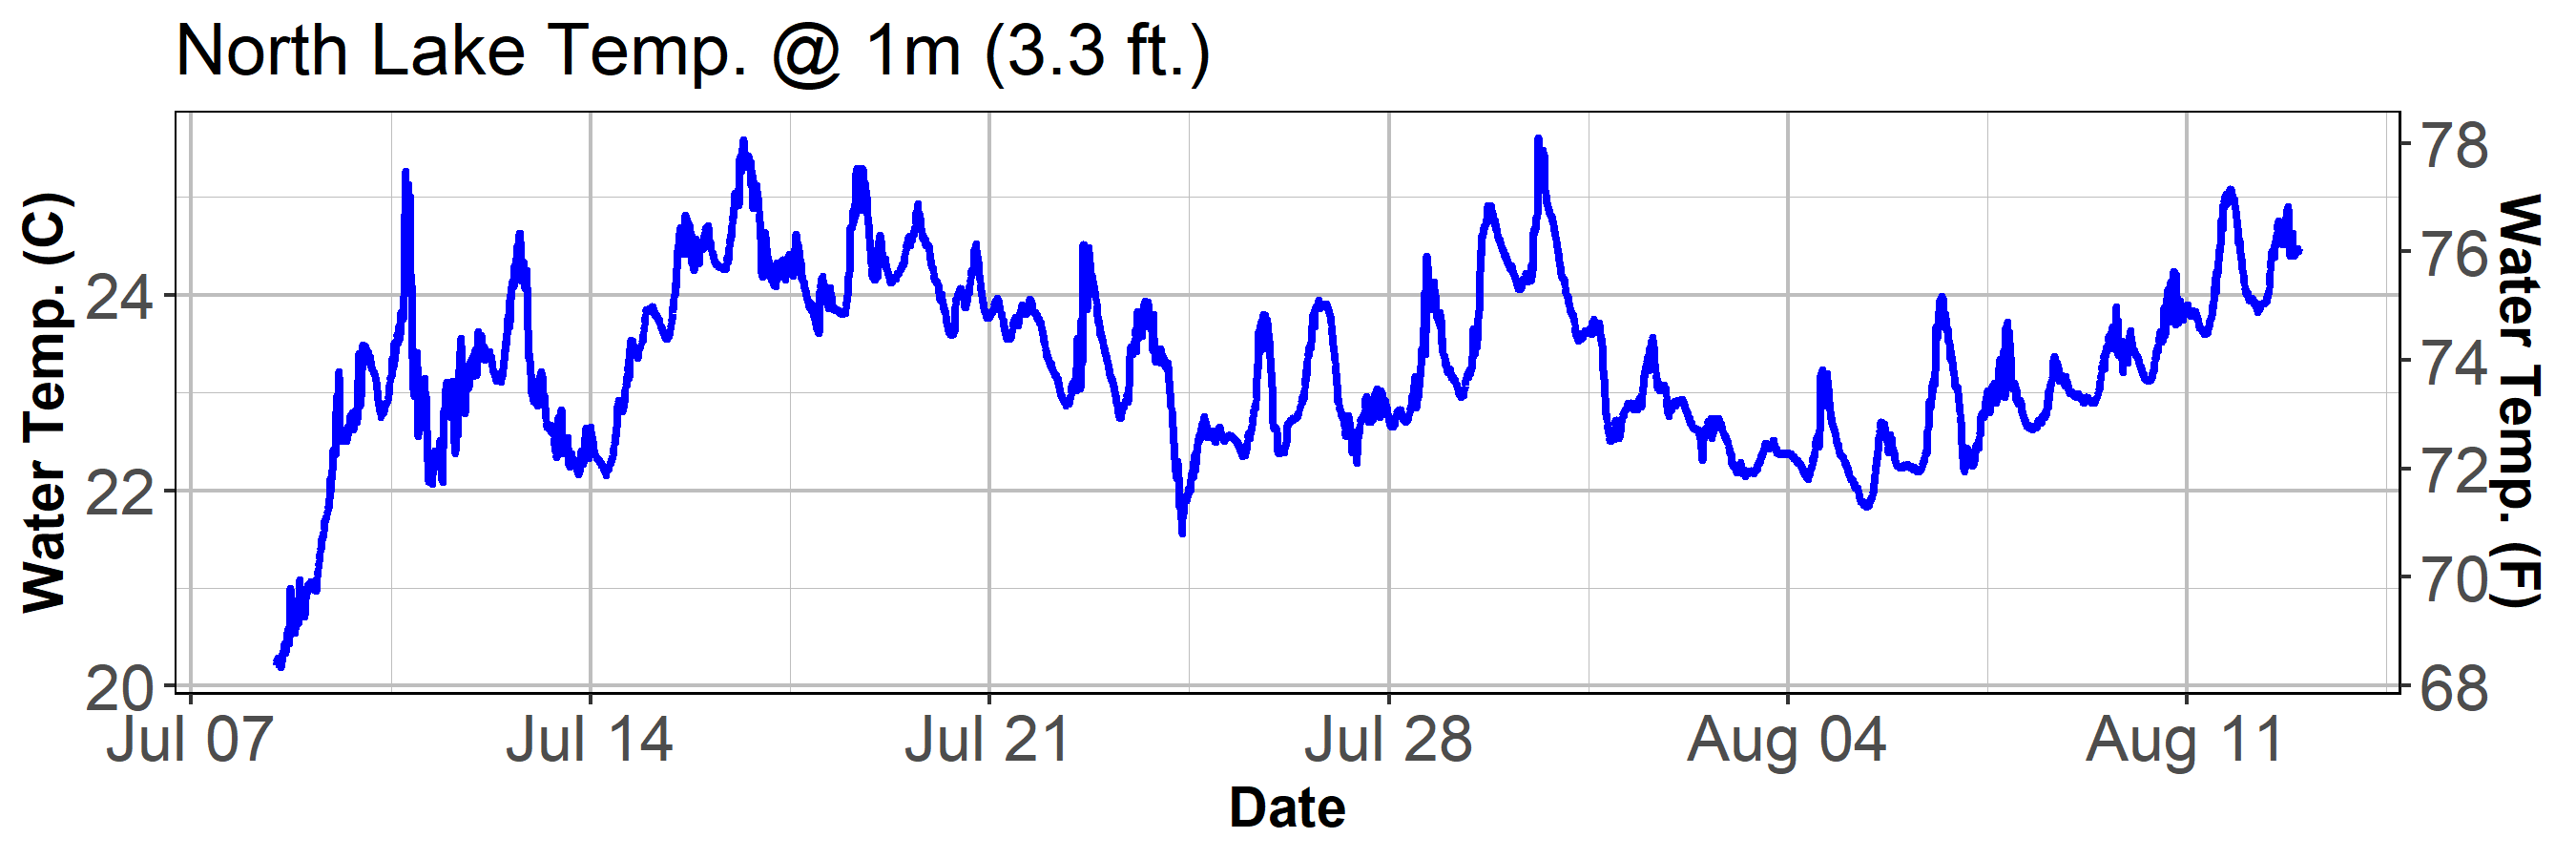 North Lake Temp. @ 1m (3.3 ft.)
Water Temp. (C)
24
22
20
78
76
74
72
70
68
Water Temp. (F)
Jul 07 Jul 14 Jul 21 Jul 28 Aug 04 Aug 11
Date